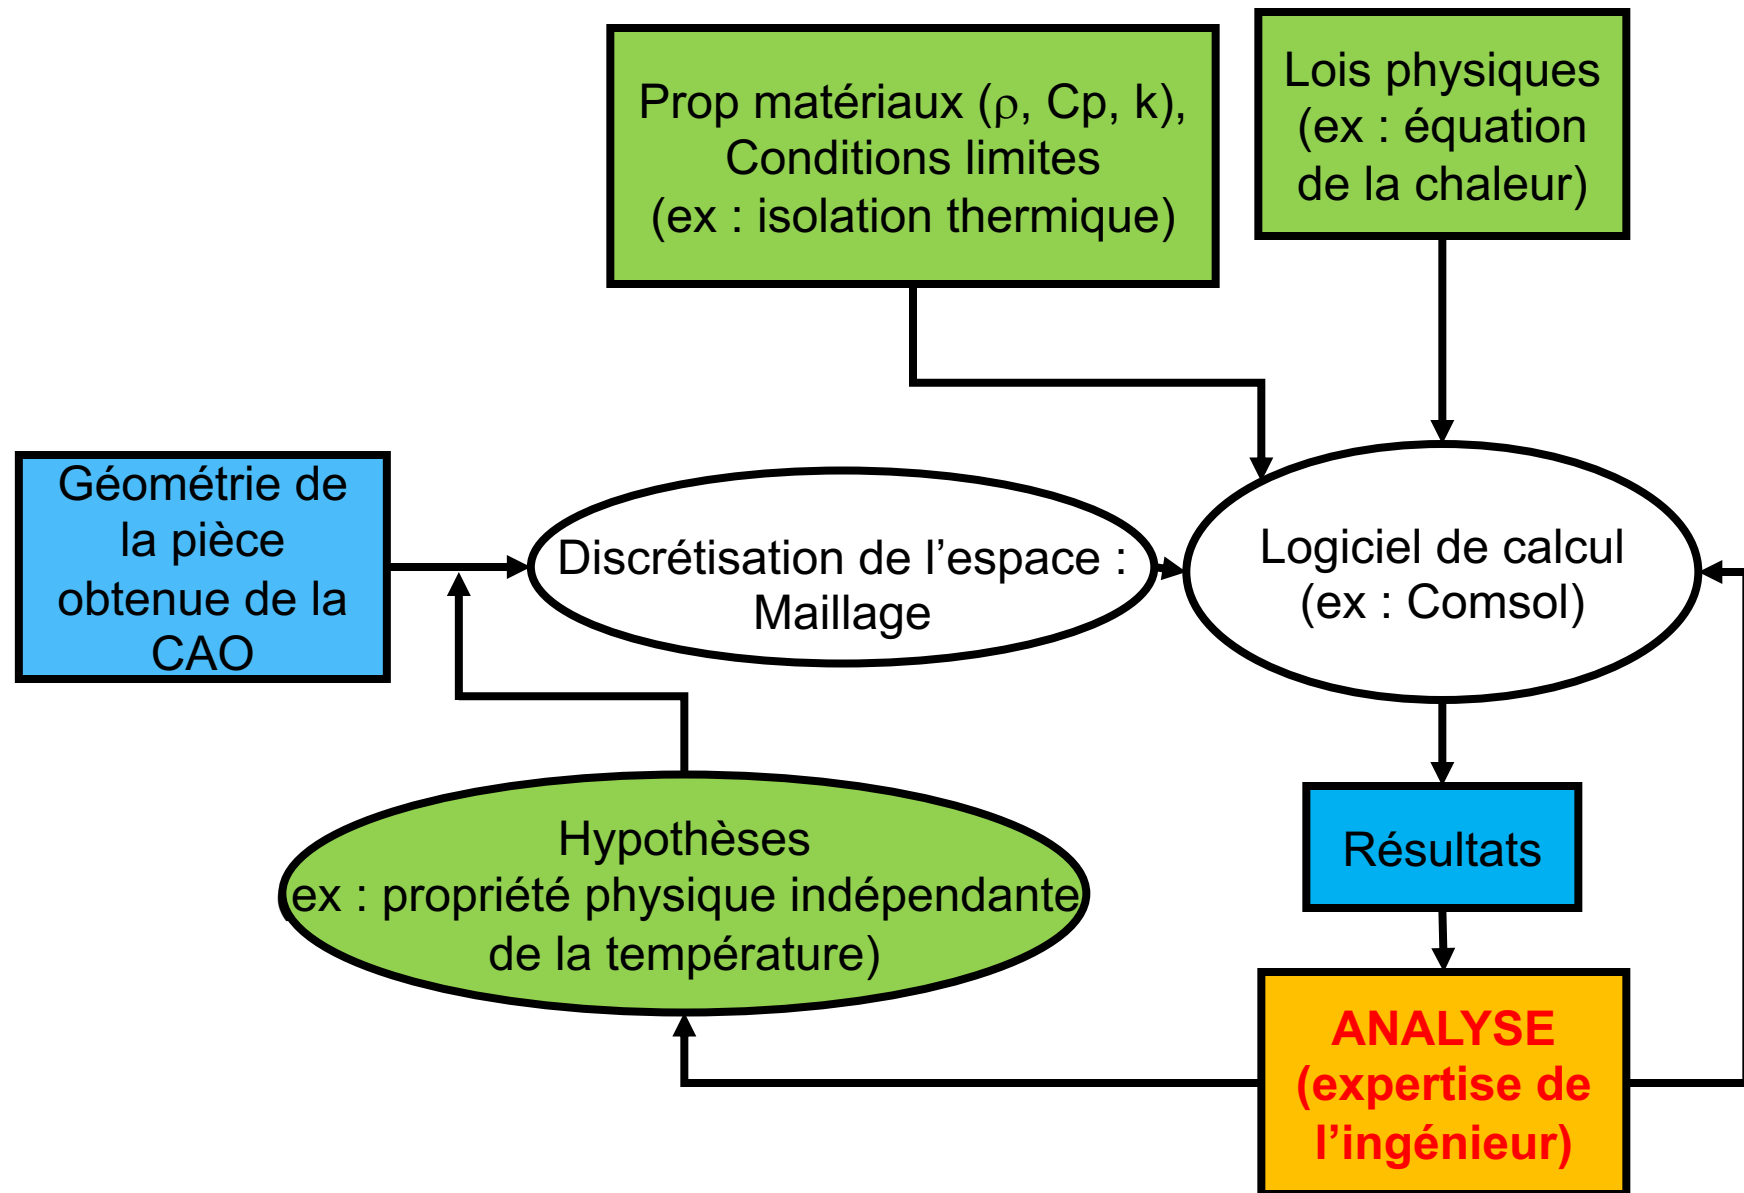 Prop matériaux (ρ, Cp, k),
Conditions limites
(ex : isolation thermique)
Lois physiques
(ex : équation
de la chaleur)
Géométrie de
la pièce
obtenue de la
CAO
Discrétisation de l’espace :
Maillage
Logiciel de calcul
(ex : Comsol)
Hypothèses
(ex : propriété physique indépendante
de la température)
Résultats
ANALYSE
(expertise de
l’ingénieur)